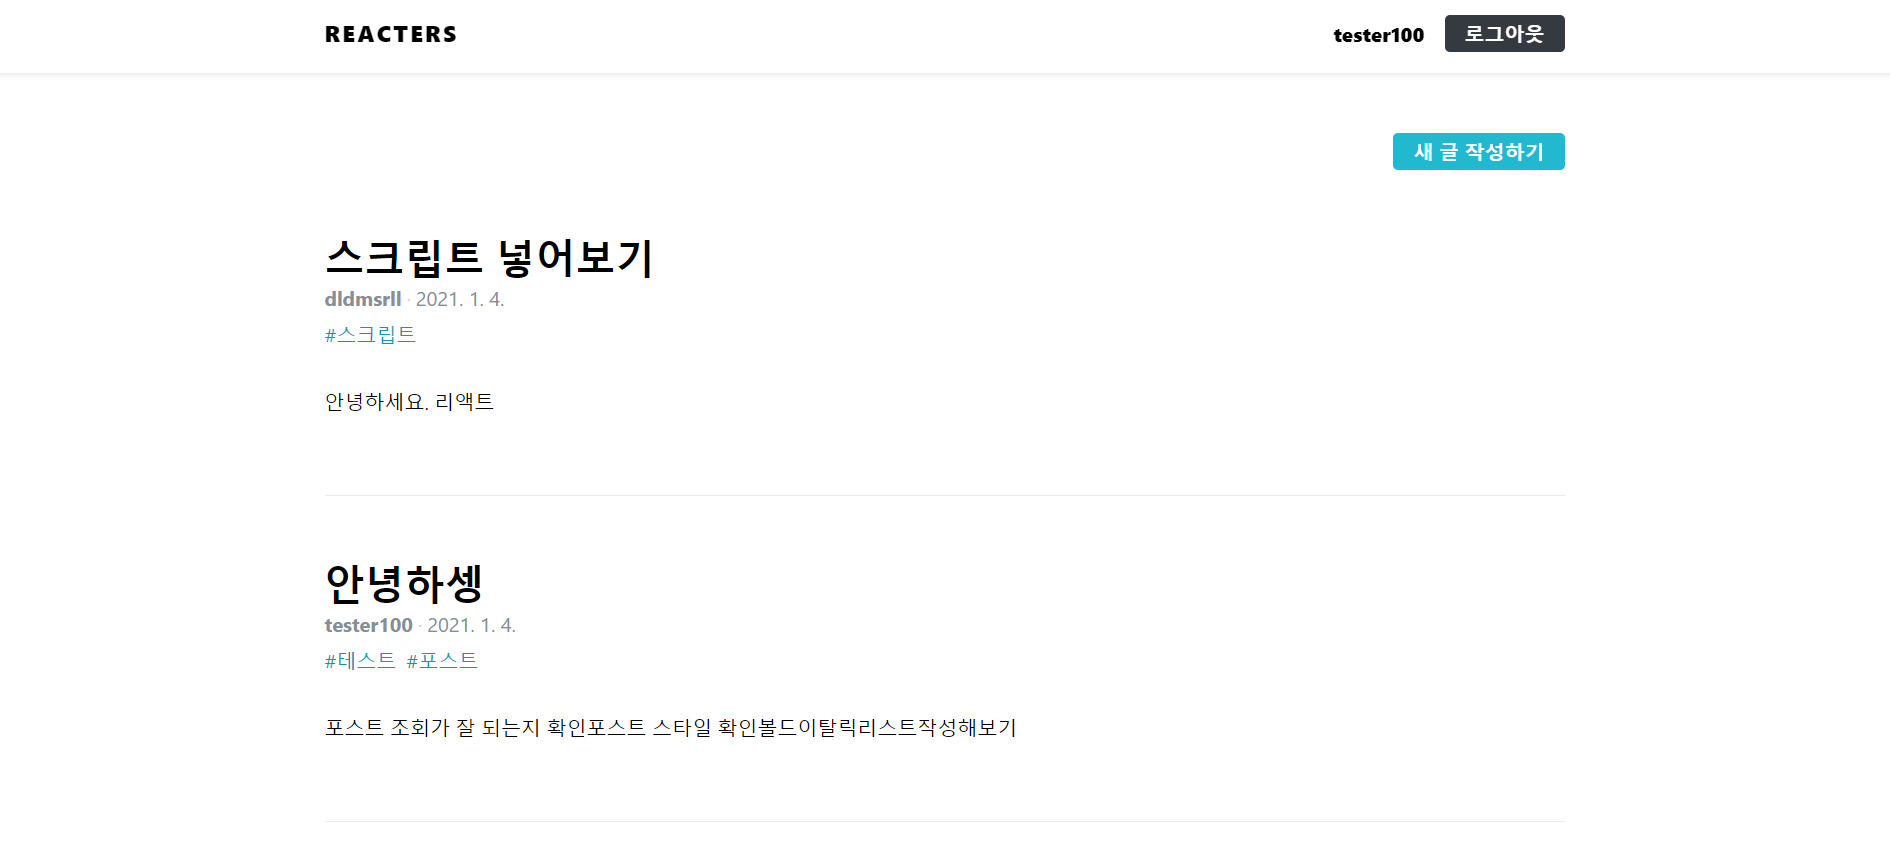 REACTERS
tester100 로그아웃
새 글 작성하기
스크립트 넣어보기
dldmsrll · 2021. 1. 4.
#스크립트
안녕하세요. 리액트
안녕하셍
tester100 · 2021. 1. 4.
#테스트 #포스트
포스트 조회가 잘 되는지 확인포스트 스타일 확인볼드이탈릭리스트작성해보기